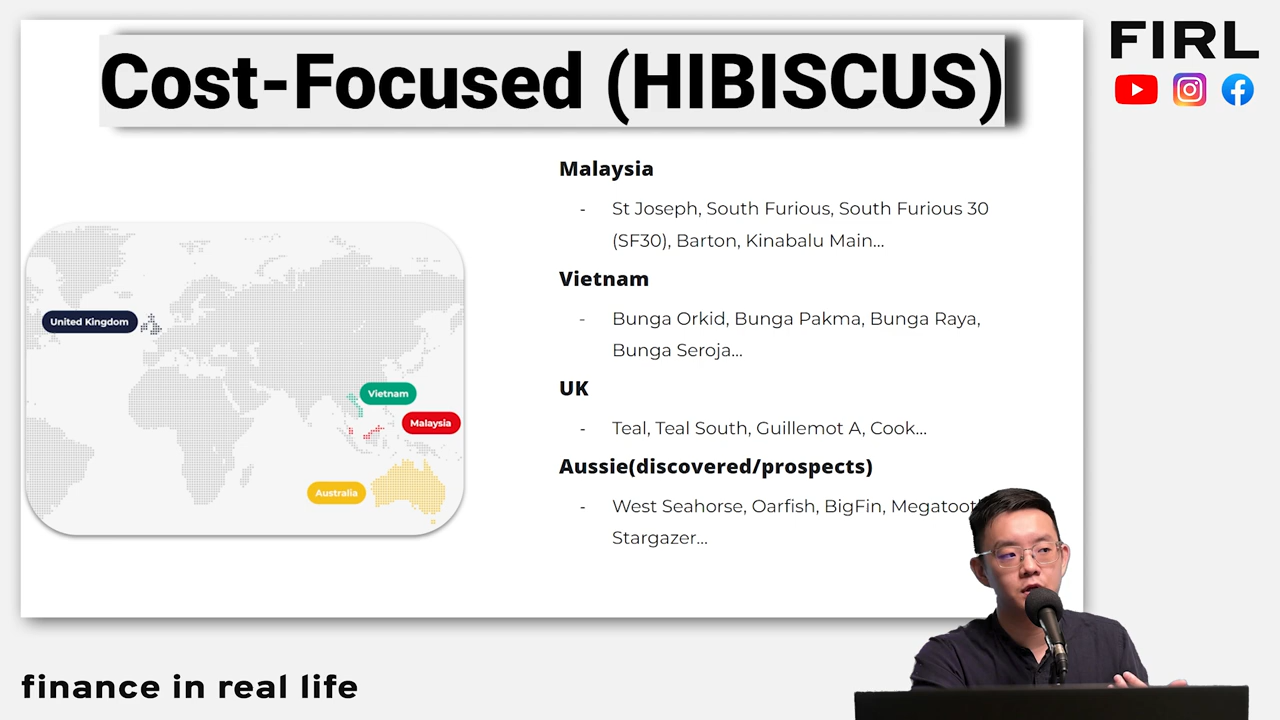 Cost-Focused (HIBISCUS)
FIRL
Malaysia
- St Joseph, South Furious, South Furious 30
(SF30), Barton, Kinabalu Main...
Vietnam
- Bunga Orkid, Bunga Pakma, Bunga Raya,
Bunga Seroja...
UK
- Teal, Teal South, Guillemot A, Cook...
Aussie(discovered/prospects)
- West Seahorse, Oarfish, BigFin,
Stargazer...
United Kingdom
Vietnam
Malaysia
Australia
finance in real life